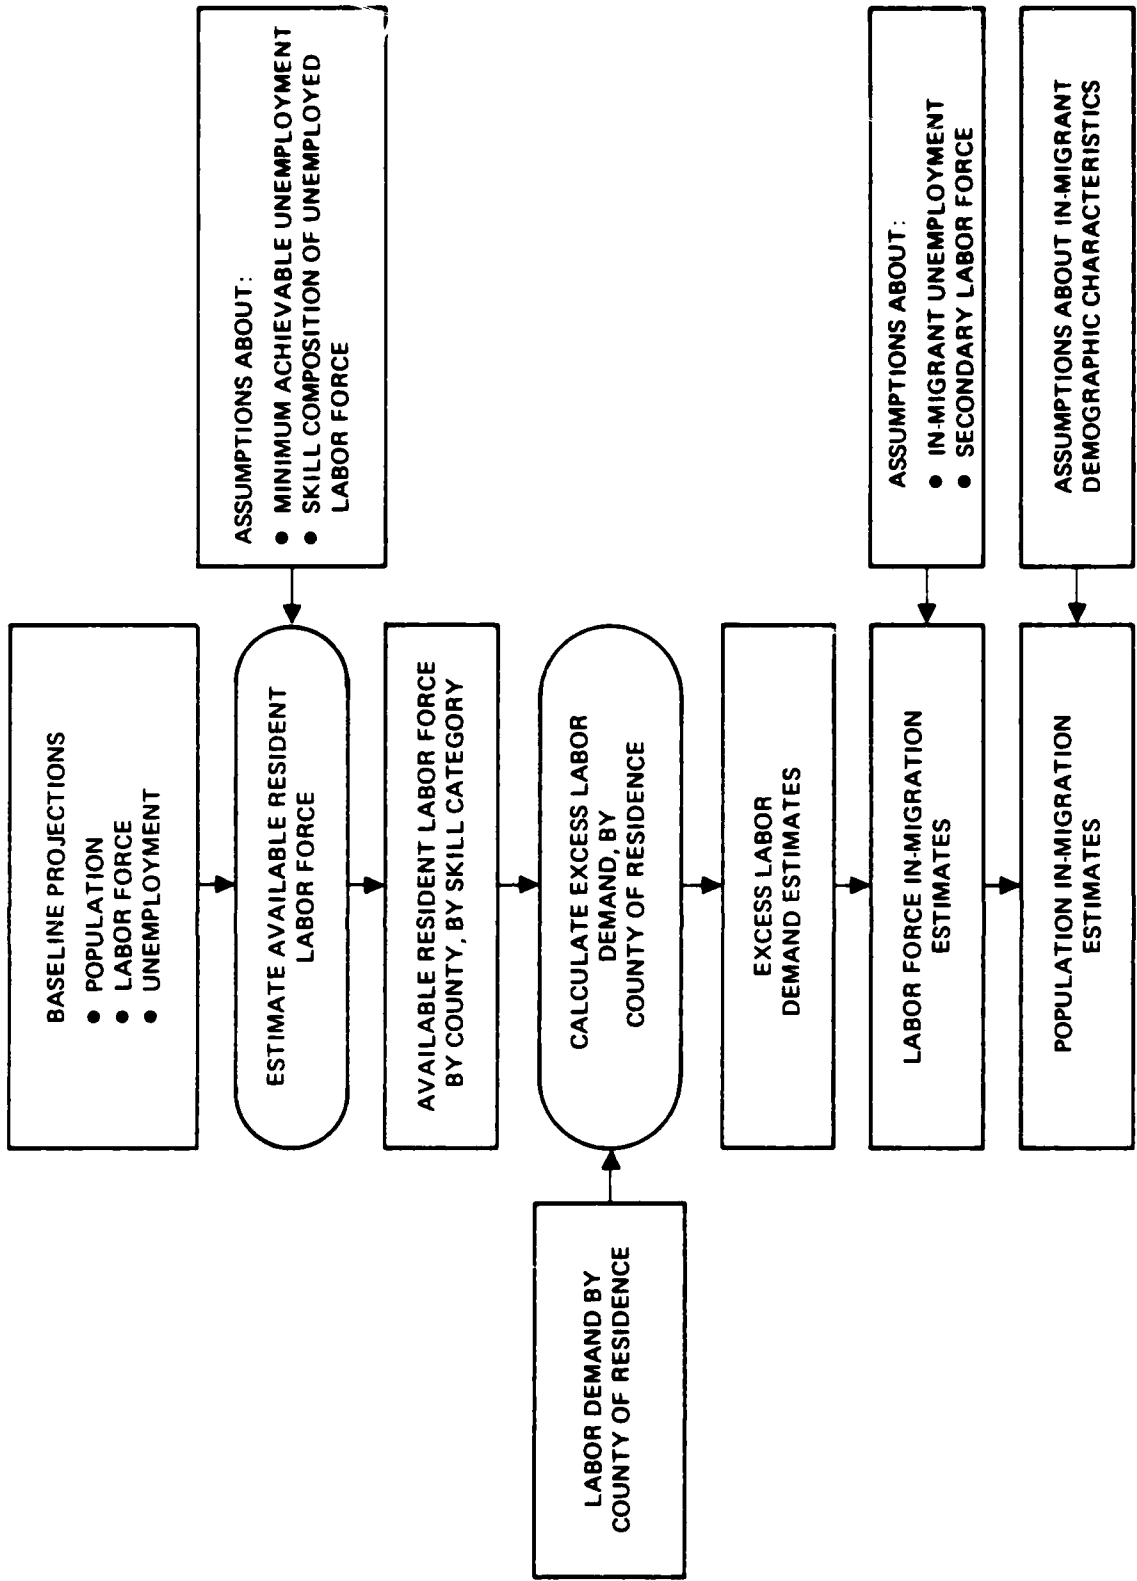 BASELINE PROJECTIONS
● POPULATION
● LABOR FORCE
● UNEMPLOYMENT
ASSUMPTIONS ABOUT:
● MINIMUM ACHIEVABLE UNEMPLOYMENT
● SKILL COMPOSITION OF UNEMPLOYED
LABOR FORCE
ESTIMATE AVAILABLE RESIDENT
LABOR FORCE
AVAILABLE RESIDENT LABOR FORCE
BY COUNTY, BY SKILL CATEGORY
LABOR DEMAND BY
COUNTY OF RESIDENCE
CALCULATE EXCESS LABOR
DEMAND, BY
COUNTY OF RESIDENCE
EXCESS LABOR
DEMAND ESTIMATES
ASSUMPTIONS ABOUT:
● IN-MIGRANT UNEMPLOYMENT
● SECONDARY LABOR FORCE
LABOR FORCE IN-MIGRATION
ESTIMATES
ASSUMPTIONS ABOUT IN-MIGRANT
DEMOGRAPHIC CHARACTERISTICS
POPULATION IN-MIGRATION
ESTIMATES